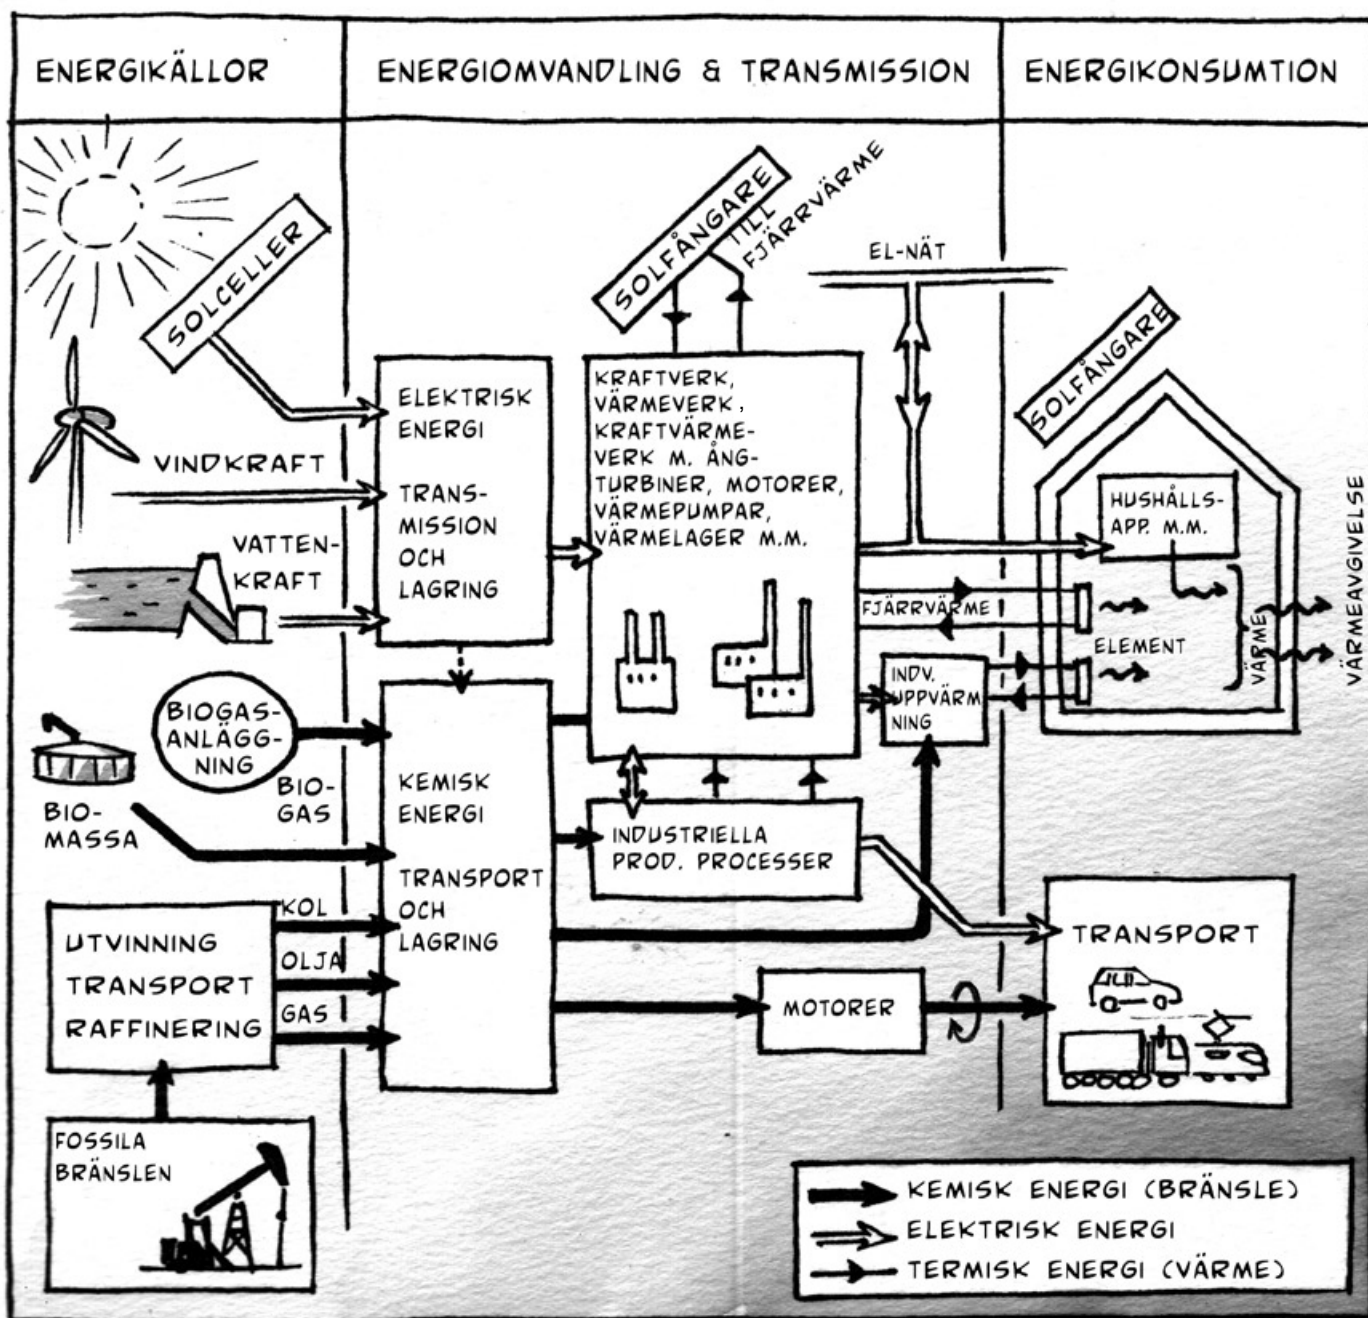 ENERGIKÄLLOR
ENERGIOMVANDLING & TRANSMISSION
ENERGIKONSUMTION
SOLCELLER
VINDKRAFT
VATTEN-
KRAFT
BIOGAS-
ANLÄGG-
NING
BIO-
GAS
BIO-
MASSA
UTVINNING
TRANSPORT
RAFFINERING
KOL
OLJA
GAS
FOSSILA
BRÄNSLEN
ELEKTRISK
ENERGI
TRANS-
MISSION
OCH
LAGRING
KEMISK
ENERGI
TRANSPORT
OCH
LAGRING
SOLFÅNGARE
TILL
FJÄRRVÄRME
KRAFTVERK,
VÄRMEVERK,
KRAFTVÄRME-
VERK M. ÅNG-
TURBINER, MOTORER,
VÄRMEPUMPAR,
VÄRMELAGER M.M.
INDUSTRIELLA
PROD. PROCESSER
MOTORER
EL-NÄT
FJÄRRVÄRME
INDV.
UPPVÄRM
NING
SOLFÅNGARE
HUSHÅLLS-
APP. M.M.
ELEMENT
VÄRME
VÄRMEAVGIVELSE
TRANSPORT
KEMISK ENERGI (BRÄNSLE)
ELEKTRISK ENERGI
TERMISK ENERGI (VÄRME)